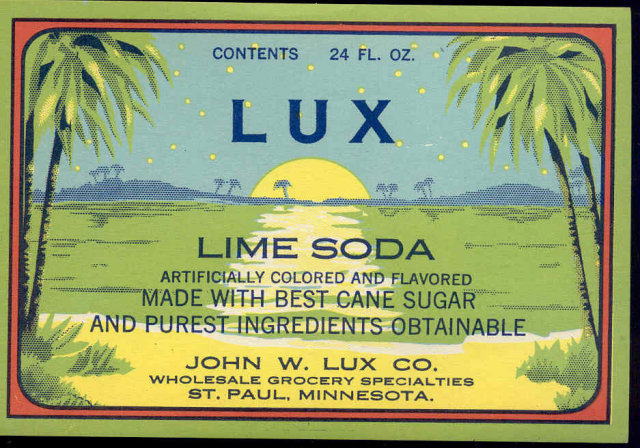 CONTENTS 24 FL. OZ.
LUX
LIME SODA
ARTIFICIALLY COLORED AND FLAVORED
MADE WITH BEST CANE SUGAR
AND PUREST INGREDIENTS OBTAINABLE
JOHN W. LUX CO.
WHOLESALE GROCERY SPECIALTIES
ST. PAUL, MINNESOTA.